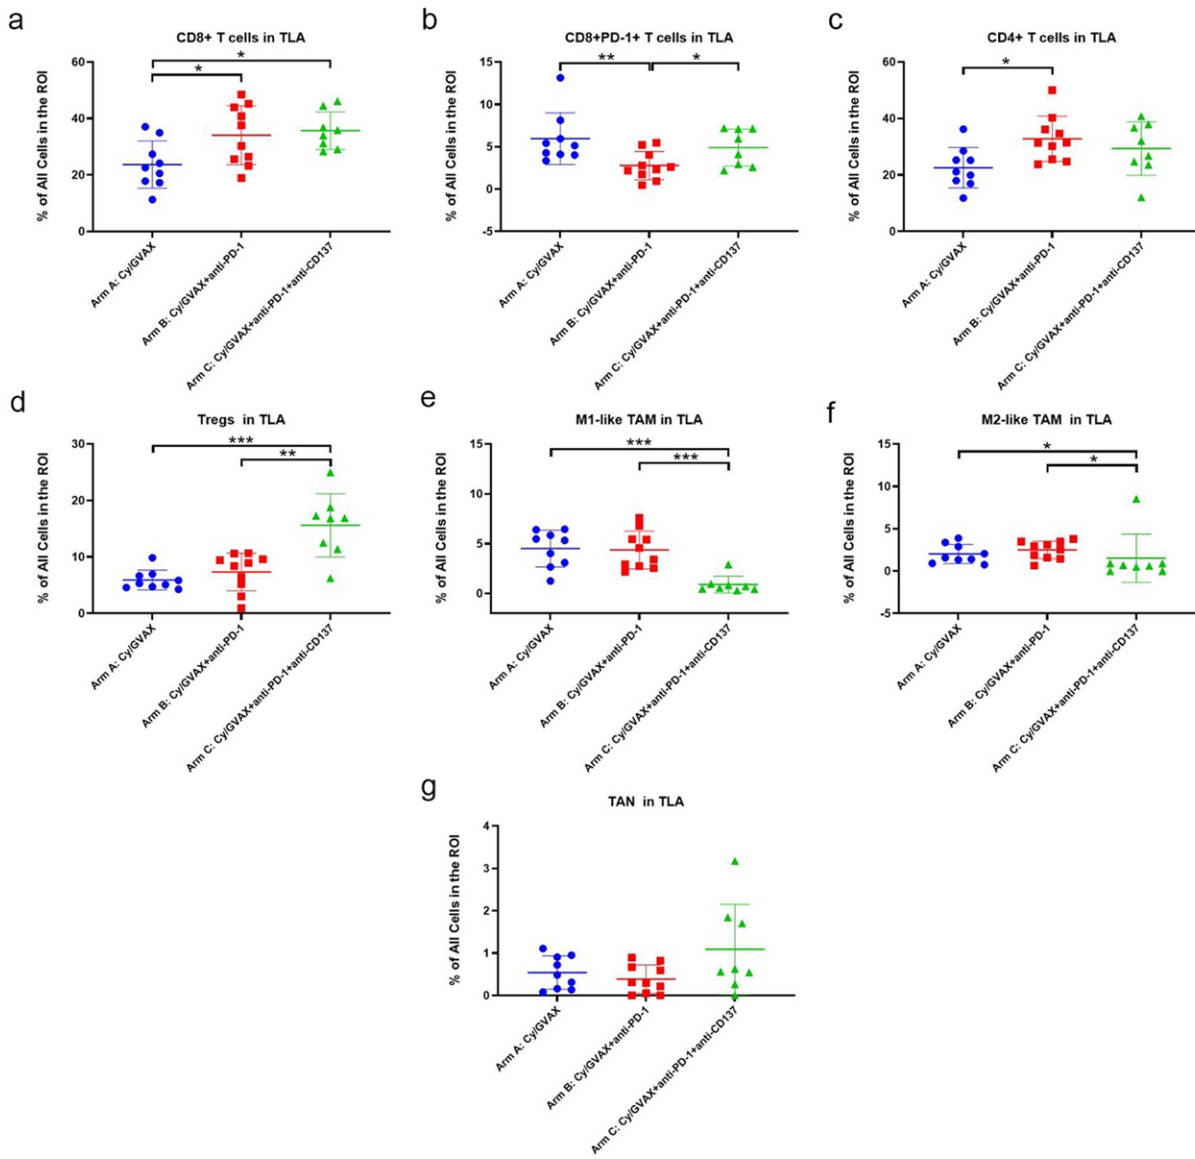 a
CD8+ T cells in TLA
% of All Cells in the ROI
60
40
20
0
*
*
Arm A: Cy/GVAX
Arm B: Cy/GVAX+anti-PD-1
Arm C: Cy/GVAX+anti-PD-1+anti-CD137
b
CD8+PD-1+ T cells in TLA
% of All Cells in the ROI
15
10
5
0
-5
**
*
Arm A: Cy/GVAX
Arm B: Cy/GVAX+anti-PD-1
Arm C: Cy/GVAX+anti-PD-1+anti-CD137
c
CD4+ T cells in TLA
% of All Cells in the ROI
60
40
20
0
*
Arm A: Cy/GVAX
Arm B: Cy/GVAX+anti-PD-1
Arm C: Cy/GVAX+anti-PD-1+anti-CD137
d
Tregs in TLA
% of All Cells in the ROI
30
20
10
0
***
**
Arm A: Cy/GVAX
Arm B: Cy/GVAX+anti-PD-1
Arm C: Cy/GVAX+anti-PD-1+anti-CD137
e
M1-like TAM in TLA
% of All Cells in the ROI
15
10
5
0
***
***
Arm A: Cy/GVAX
Arm B: Cy/GVAX+anti-PD-1
Arm C: Cy/GVAX+anti-PD-1+anti-CD137
f
M2-like TAM in TLA
% of All Cells in the ROI
15
10
5
0
-5
*
*
Arm A: Cy/GVAX
Arm B: Cy/GVAX+anti-PD-1
Arm C: Cy/GVAX+anti-PD-1+anti-CD137
g
TAN in TLA
% of All Cells in the ROI
4
3
2
1
0
Arm A: Cy/GVAX
Arm B: Cy/GVAX+anti-PD-1
Arm C: Cy/GVAX+anti-PD-1+anti-CD137